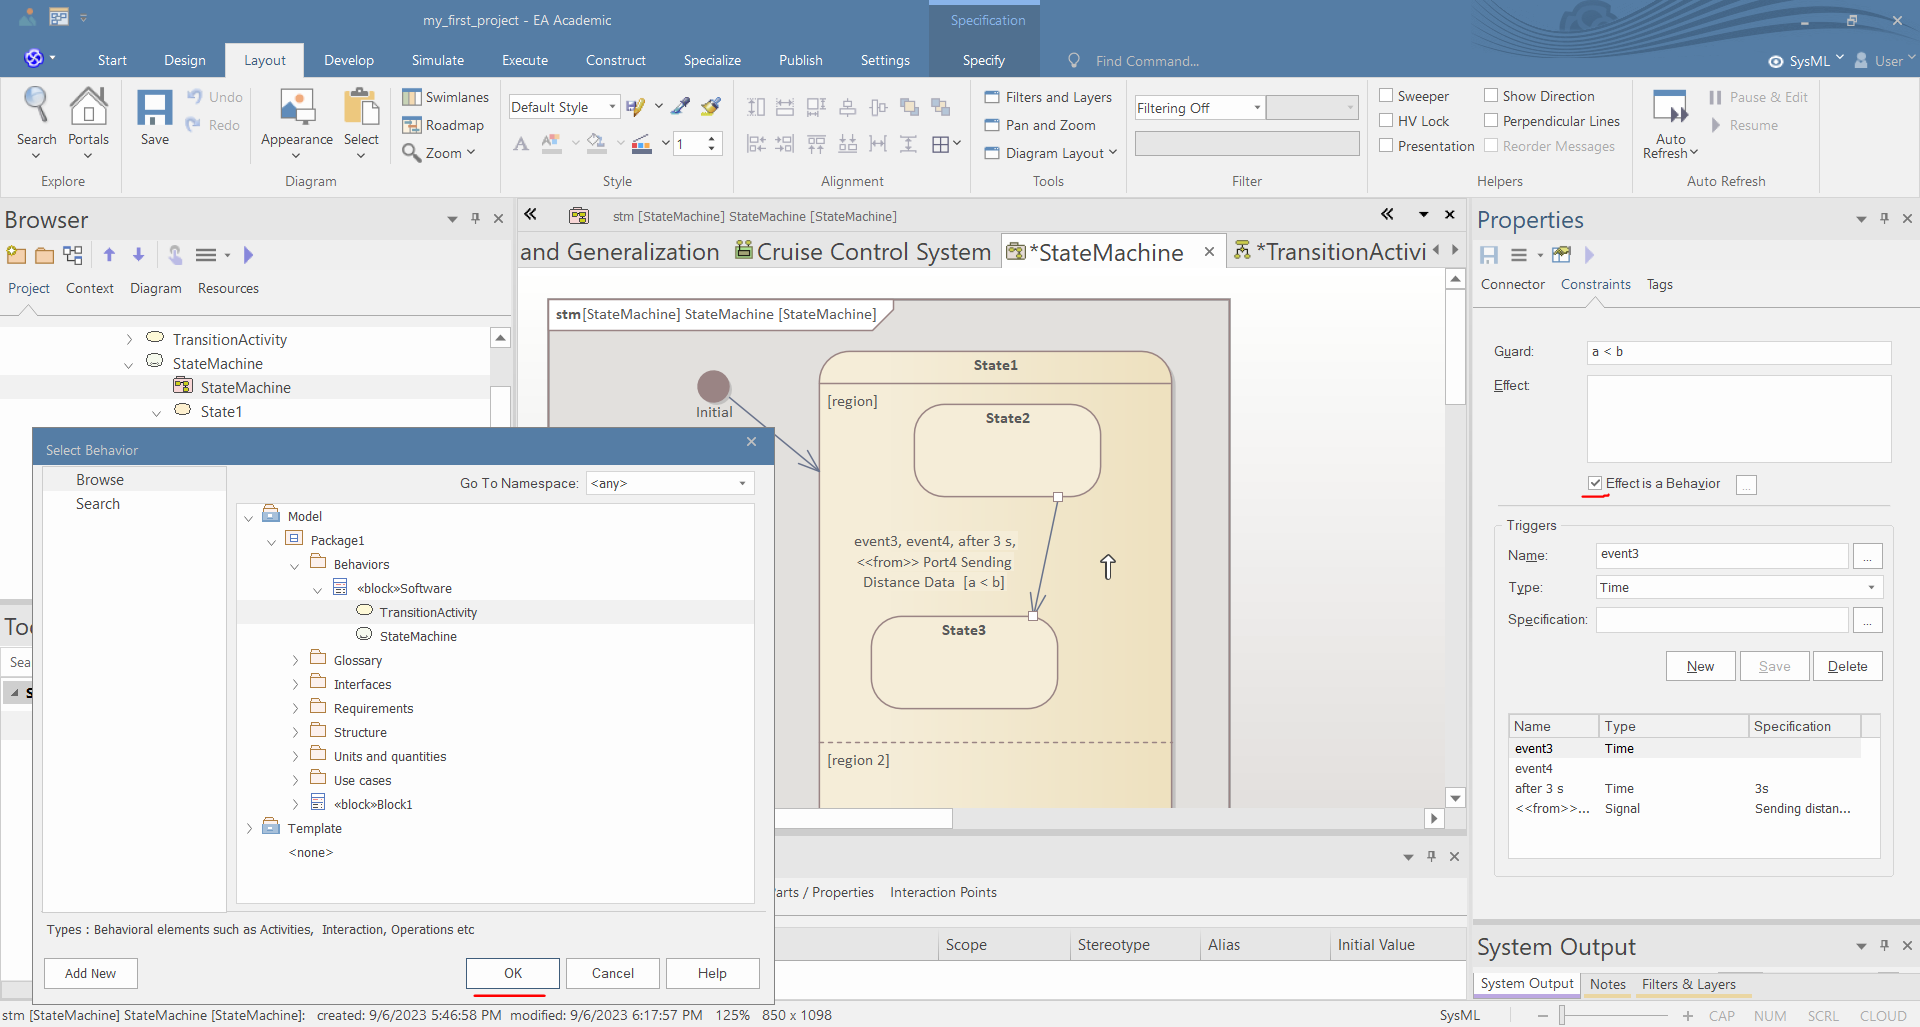 my_first_project - EA Academic
Specification
Start
Design
Layout
Develop
Simulate
Execute
Construct
Specialize
Publish
Settings
Specify
Find Command...
SysML
User
Search
Portals
Explore
Save
Undo
Redo
Appearance
Select
Swimlanes
Roadmap
Zoom
Diagram
Default Style
1
Style
Alignment
Filters and Layers
Pan and Zoom
Diagram Layout
Tools
Filtering Off
Filter
Sweeper
HV Lock
Presentation
Show Direction
Perpendicular Lines
Reorder Messages
Helpers
Auto
Refresh
Pause & Edit
Resume
Auto Refresh
Browser
Project
Context
Diagram
Resources
TransitionActivity
StateMachine
StateMachine
State1
stm [StateMachine] StateMachine [StateMachine]
and Generalization
Cruise Control System
*StateMachine
*TransitionActivi
stm [StateMachine] StateMachine [StateMachine]
Initial
State1
[region]
State2
event3, event4, after 3 s,
<<from>> Port4 Sending
Distance Data [a < b]
State3
[region 2]
Select Behavior
Browse
Search
Go To Namespace:
<any>
Model
Package1
Behaviors
«block»Software
TransitionActivity
StateMachine
Glossary
Interfaces
Requirements
Structure
Units and quantities
Use cases
«block»Block1
Template
<none>
Types : Behavioral elements such as Activities, Interaction, Operations etc
Add New
OK
Cancel
Help
Too
Sea
S
arts / Properties
Interaction Points
Scope
Stereotype
Alias
Initial Value
Properties
Connector
Constraints
Tags
Guard:
a < b
Effect:
Effect is a Behavior
...
Triggers
Name:
event3
...
Type:
Time
Specification:
...
New
Save
Delete
Name
Type
Specification
event3
Time
event4
after 3 s
Time
3s
<<from>>...
Signal
Sending distan...
System Output
System Output
Notes
Filters & Layers
stm [StateMachine] StateMachine [StateMachine]: created: 9/6/2023 5:46:58 PM modified: 9/6/2023 6:17:57 PM 125% 850 x 1098
SysML
CAP
NUM
SCRL
CLOUD